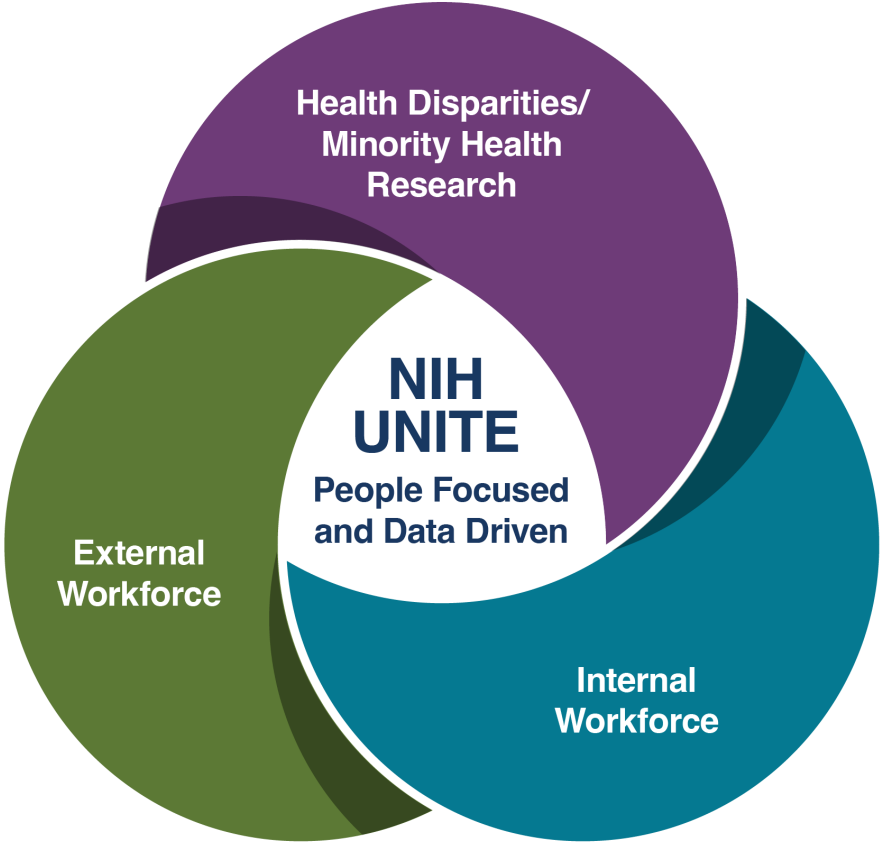 Health Disparities/
Minority Health
Research
NIH
UNITE
People Focused
and Data Driven
External
Workforce
Internal
Workforce